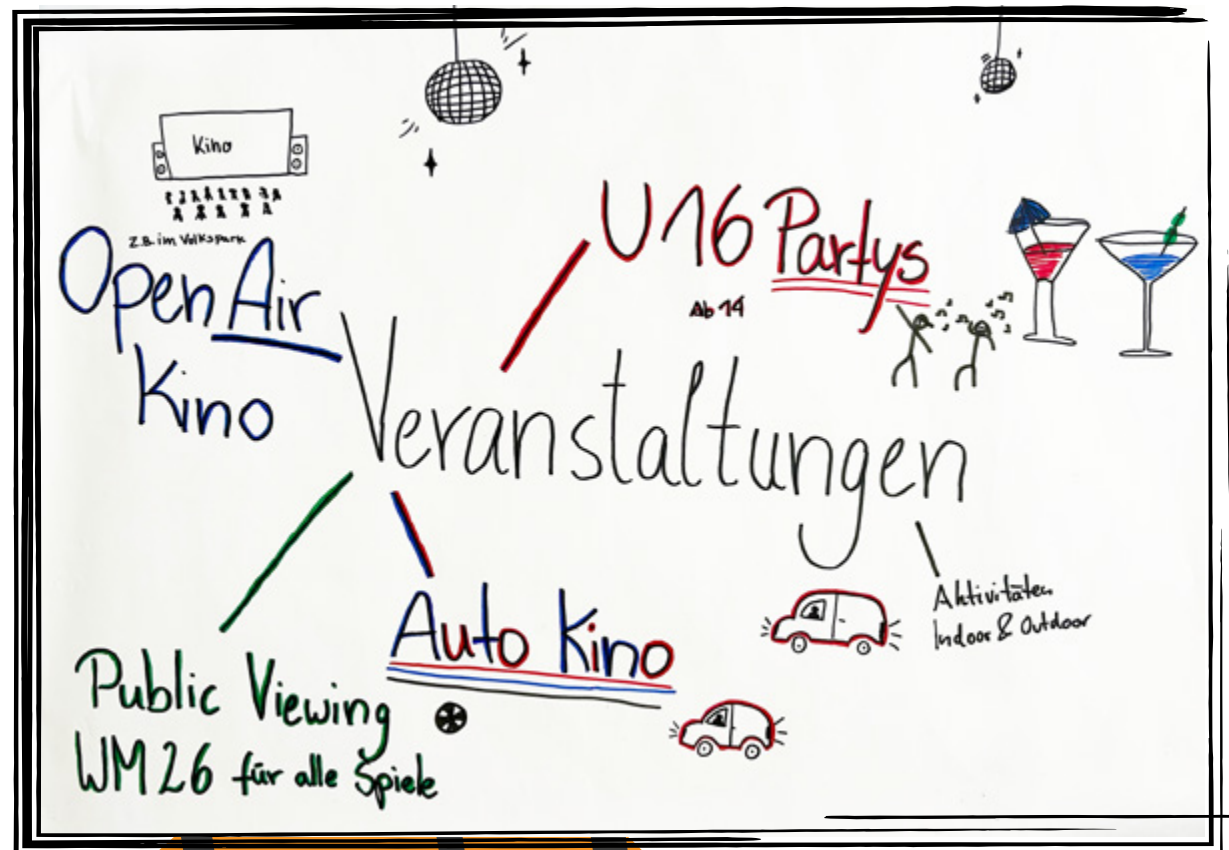 Kino
z.B. im Volkspark
Open Air
Kino
U16 Partys
Ab 14
Veranstaltungen
Aktivitäten
Indoor & Outdoor
Auto Kino
Public Viewing
WM 26 für alle Spiele